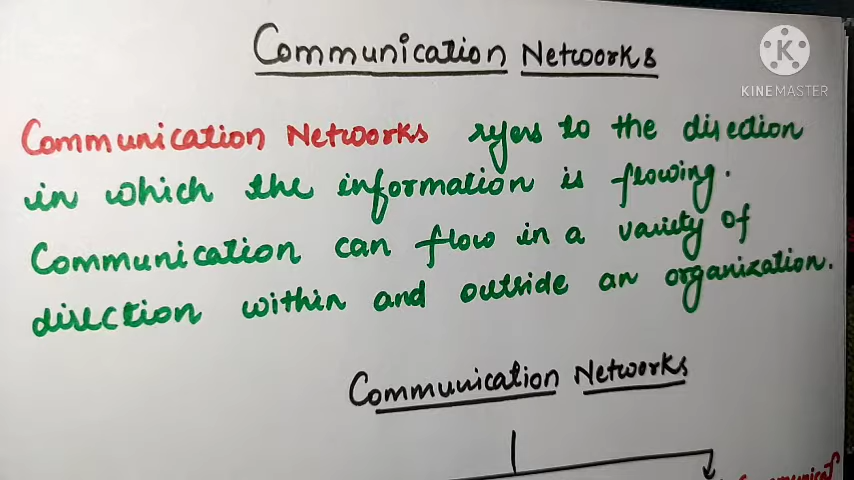 Communication Networks
K
KINEMASTER
Communication Networks refers to the direction
in which the information is flowing.
Communication can flow in a variety of
direction within and outside an organization.
Communication Networks